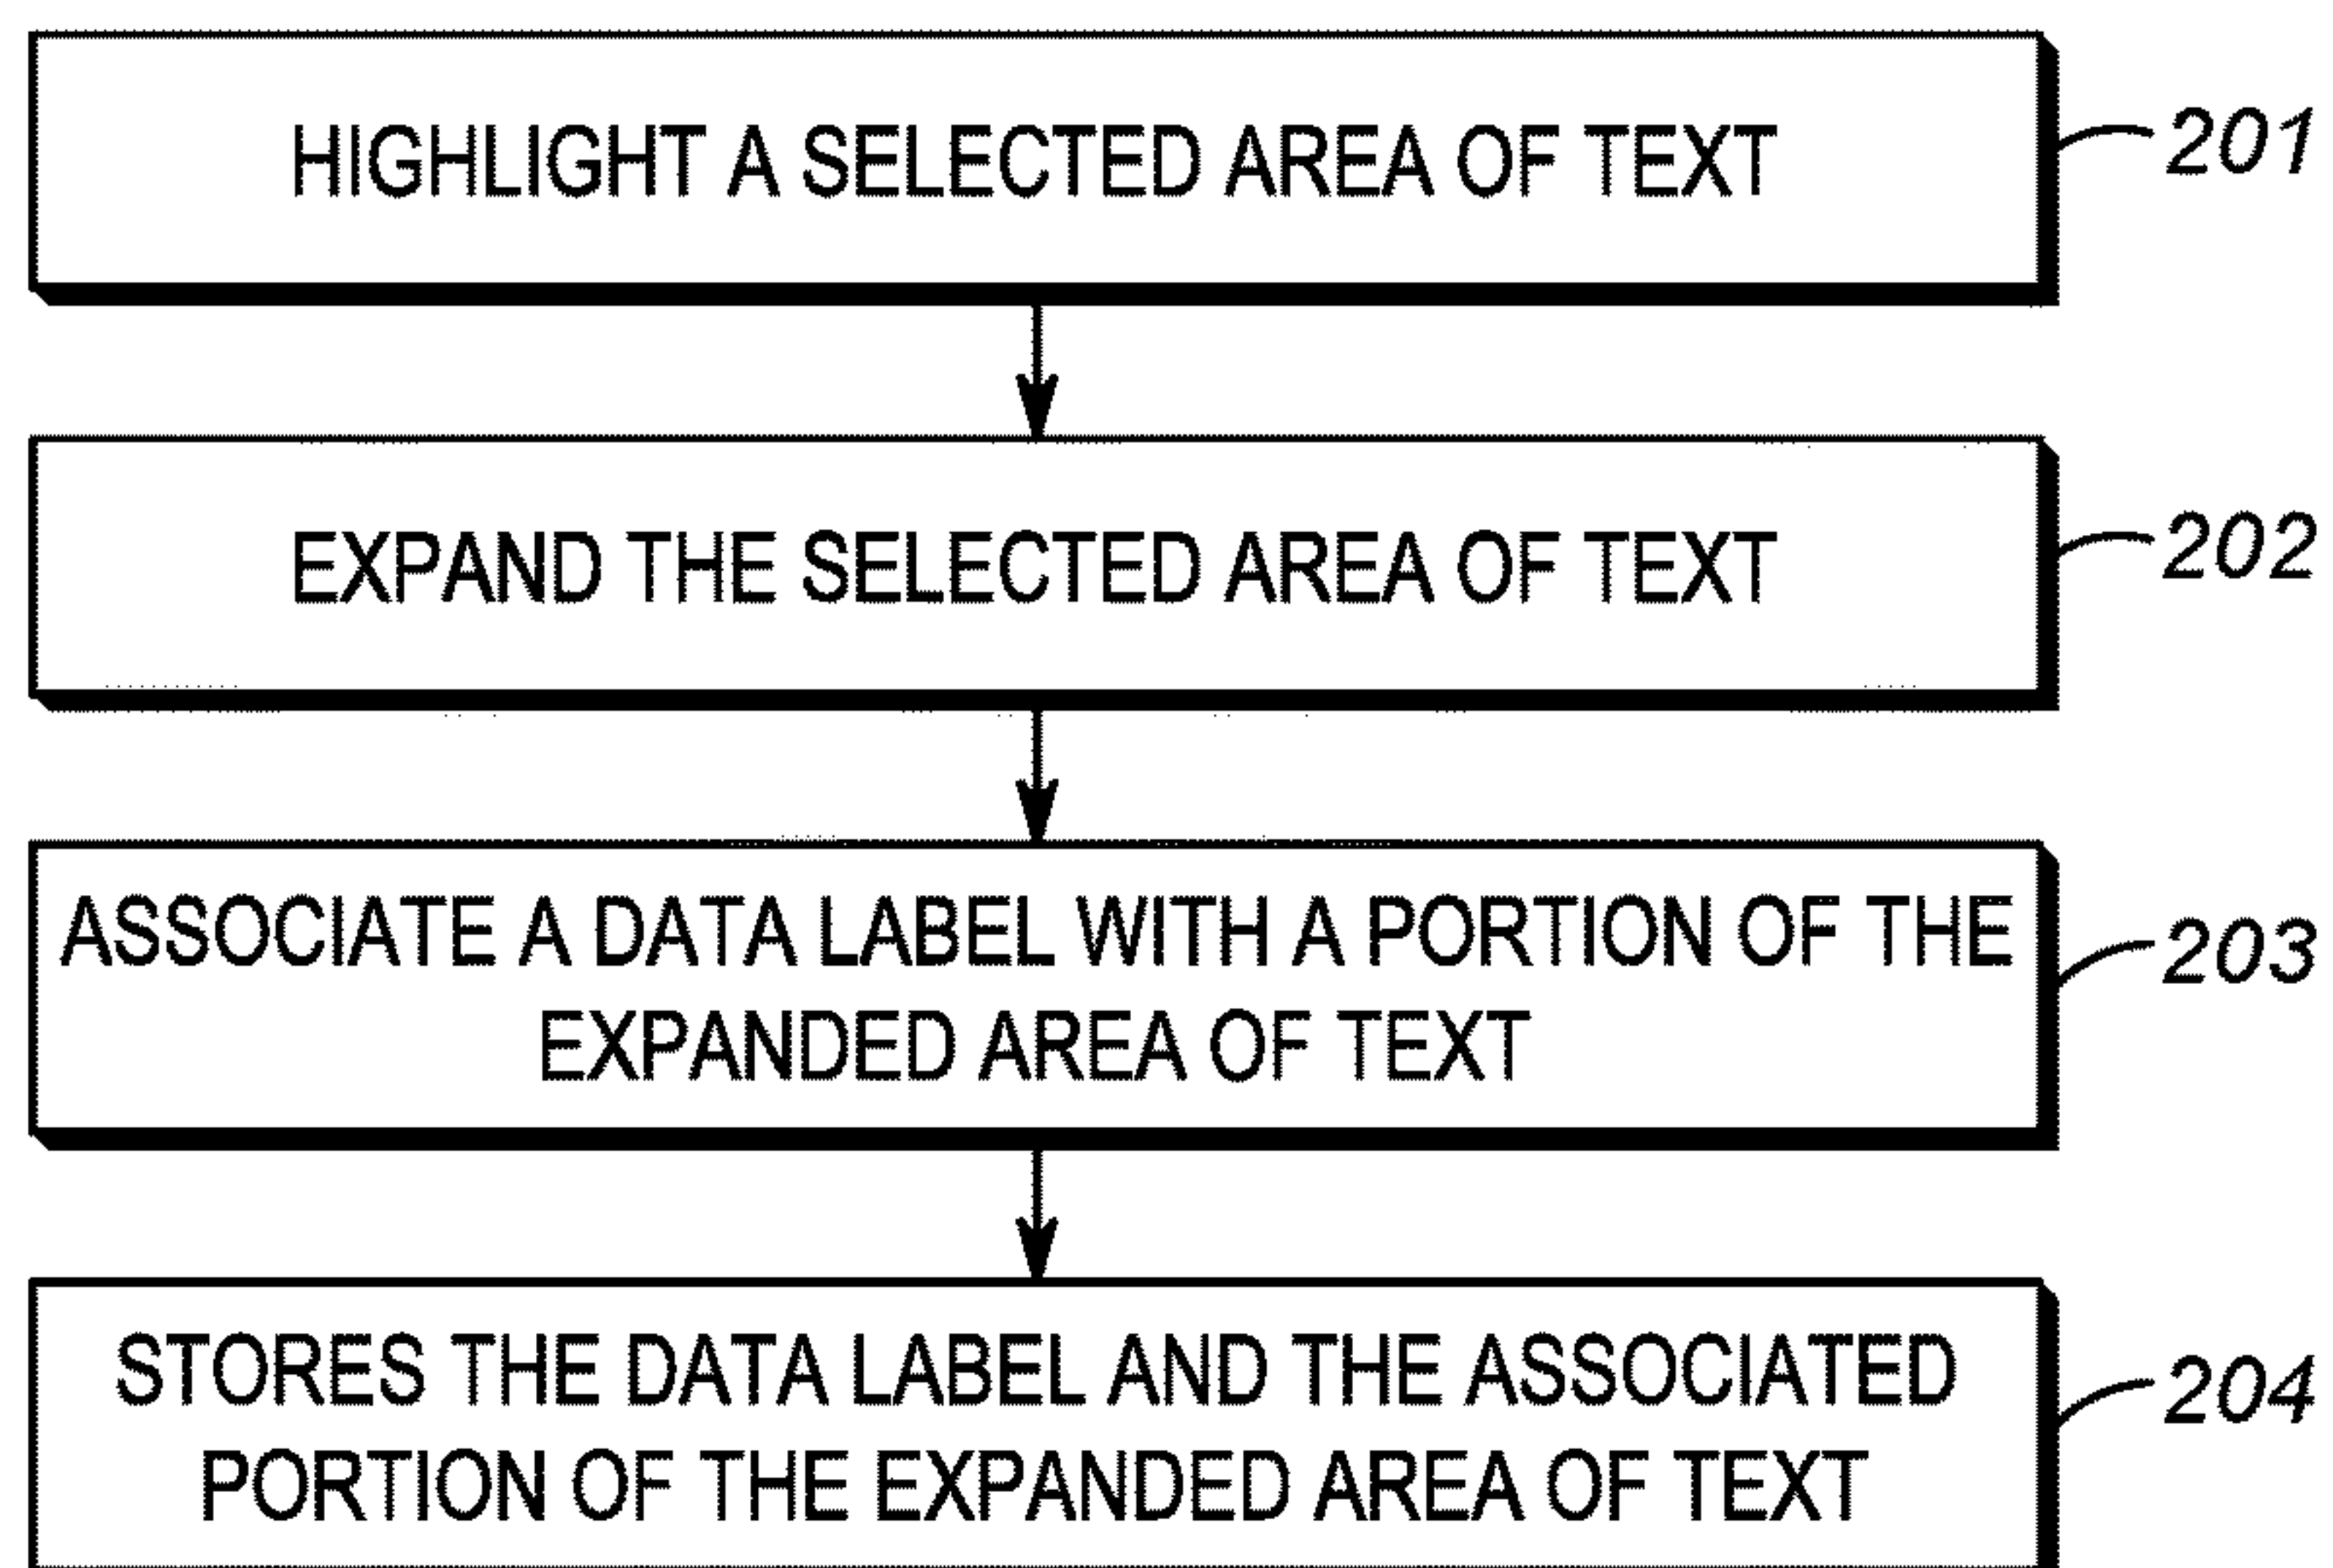 HIGHLIGHT A SELECTED AREA OF TEXT
201
EXPAND THE SELECTED AREA OF TEXT
202
ASSOCIATE A DATA LABEL WITH A PORTION OF THE
EXPANDED AREA OF TEXT
203
STORES THE DATA LABEL AND THE ASSOCIATED
PORTION OF THE EXPANDED AREA OF TEXT
204